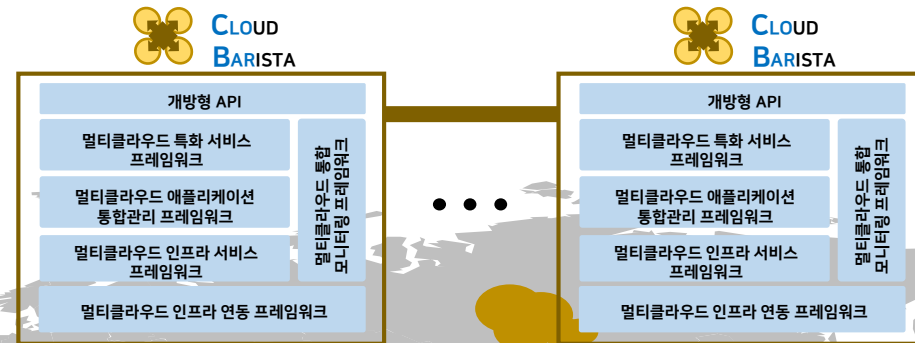 CLOUD
BARISTA
개방형 API
멀티클라우드 특화 서비스
프레임워크
멀티클라우드 애플리케이션
통합관리 프레임워크
멀티클라우드 인프라 서비스
프레임워크
멀티클라우드 통합
모니터링 프레임워크
멀티클라우드 인프라 연동 프레임워크
CLOUD
BARISTA
개방형 API
멀티클라우드 특화 서비스
프레임워크
멀티클라우드 애플리케이션
통합관리 프레임워크
멀티클라우드 인프라 서비스
프레임워크
멀티클라우드 통합
모니터링 프레임워크
멀티클라우드 인프라 연동 프레임워크